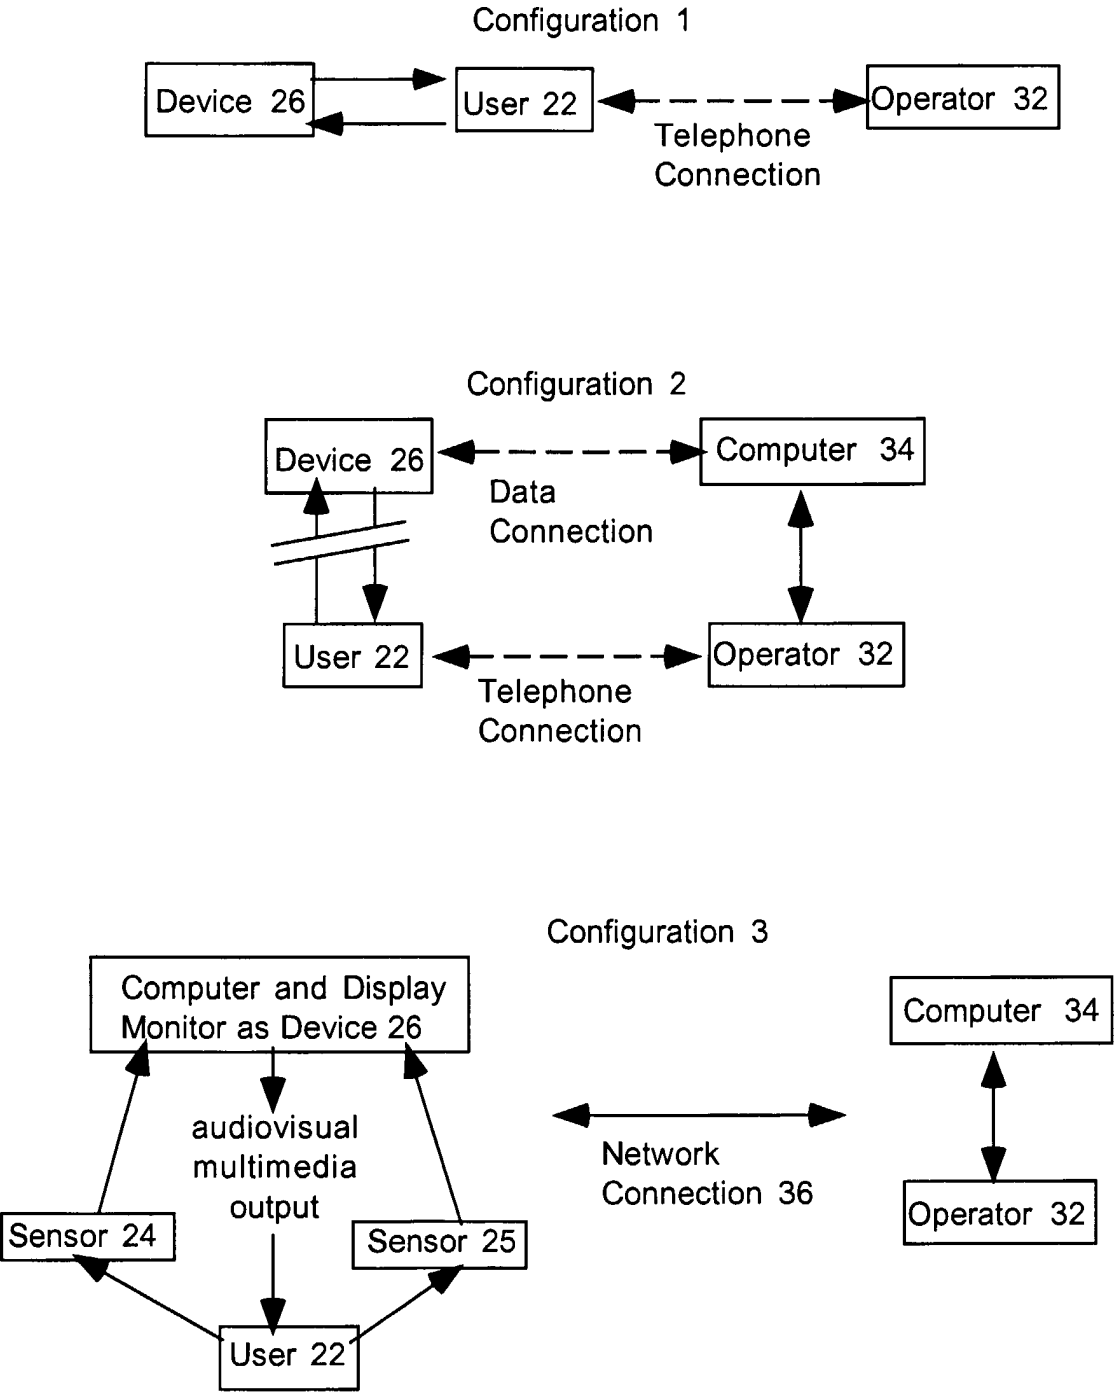 Configuration 1
Device 26
User 22
Operator 32
Telephone
Connection
Configuration 2
Device 26
Computer 34
Data
Connection
User 22
Operator 32
Telephone
Connection
Configuration 3
Computer and Display
Monitor as Device 26
Computer 34
audiovisual
multimedia
output
Network
Connection 36
Sensor 24
Sensor 25
Operator 32
User 22